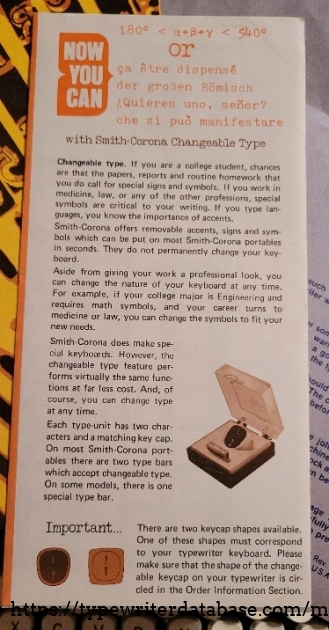 NOW
YOU
CAN
180° < α+β+γ < 540°
or
ça être dispensé
der großen Römisch
¿Quieres uno, señor?
che si può manifestare
with Smith-Corona Changeable Type
Changeable type. If you are a college student, chances
are that the papers, reports and routine homework that
you do call for special signs and symbols. If you work in
medicine, law, or any of the other professions, special
symbols are critical to your writing. If you type lan-
guages, you know the importance of accents.
Smith-Corona offers removable accents, signs and sym-
bols which can be put on most Smith-Corona portables
in seconds. They do not permanently change your key-
board.
Aside from giving your work a professional look, you
can change the nature of your keyboard at any time.
For example, if your college major is Engineering and
requires math symbols, and your career turns to
medicine or law, you can change the symbols to fit your
new needs.
Smith-Corona does make spe-
cial keyboards. However, the
changeable type feature per-
forms virtually the same func-
tions at far less cost. And, of
course, you can change type
at any time.
Each type-unit has two char-
acters and a matching key cap.
On most Smith-Corona port-
ables there are two type bars
which accept changeable type.
On some models, there is one
special type bar.
Important...
There are two keycap shapes available.
One of these shapes must correspond
to your typewriter keyboard. Please
make sure that the shape of the change-
able keycap on your typewriter is cir-
cled in the Order Information Section.
such
want
Rev
U.S.
https://typewriterdatabase.com/m